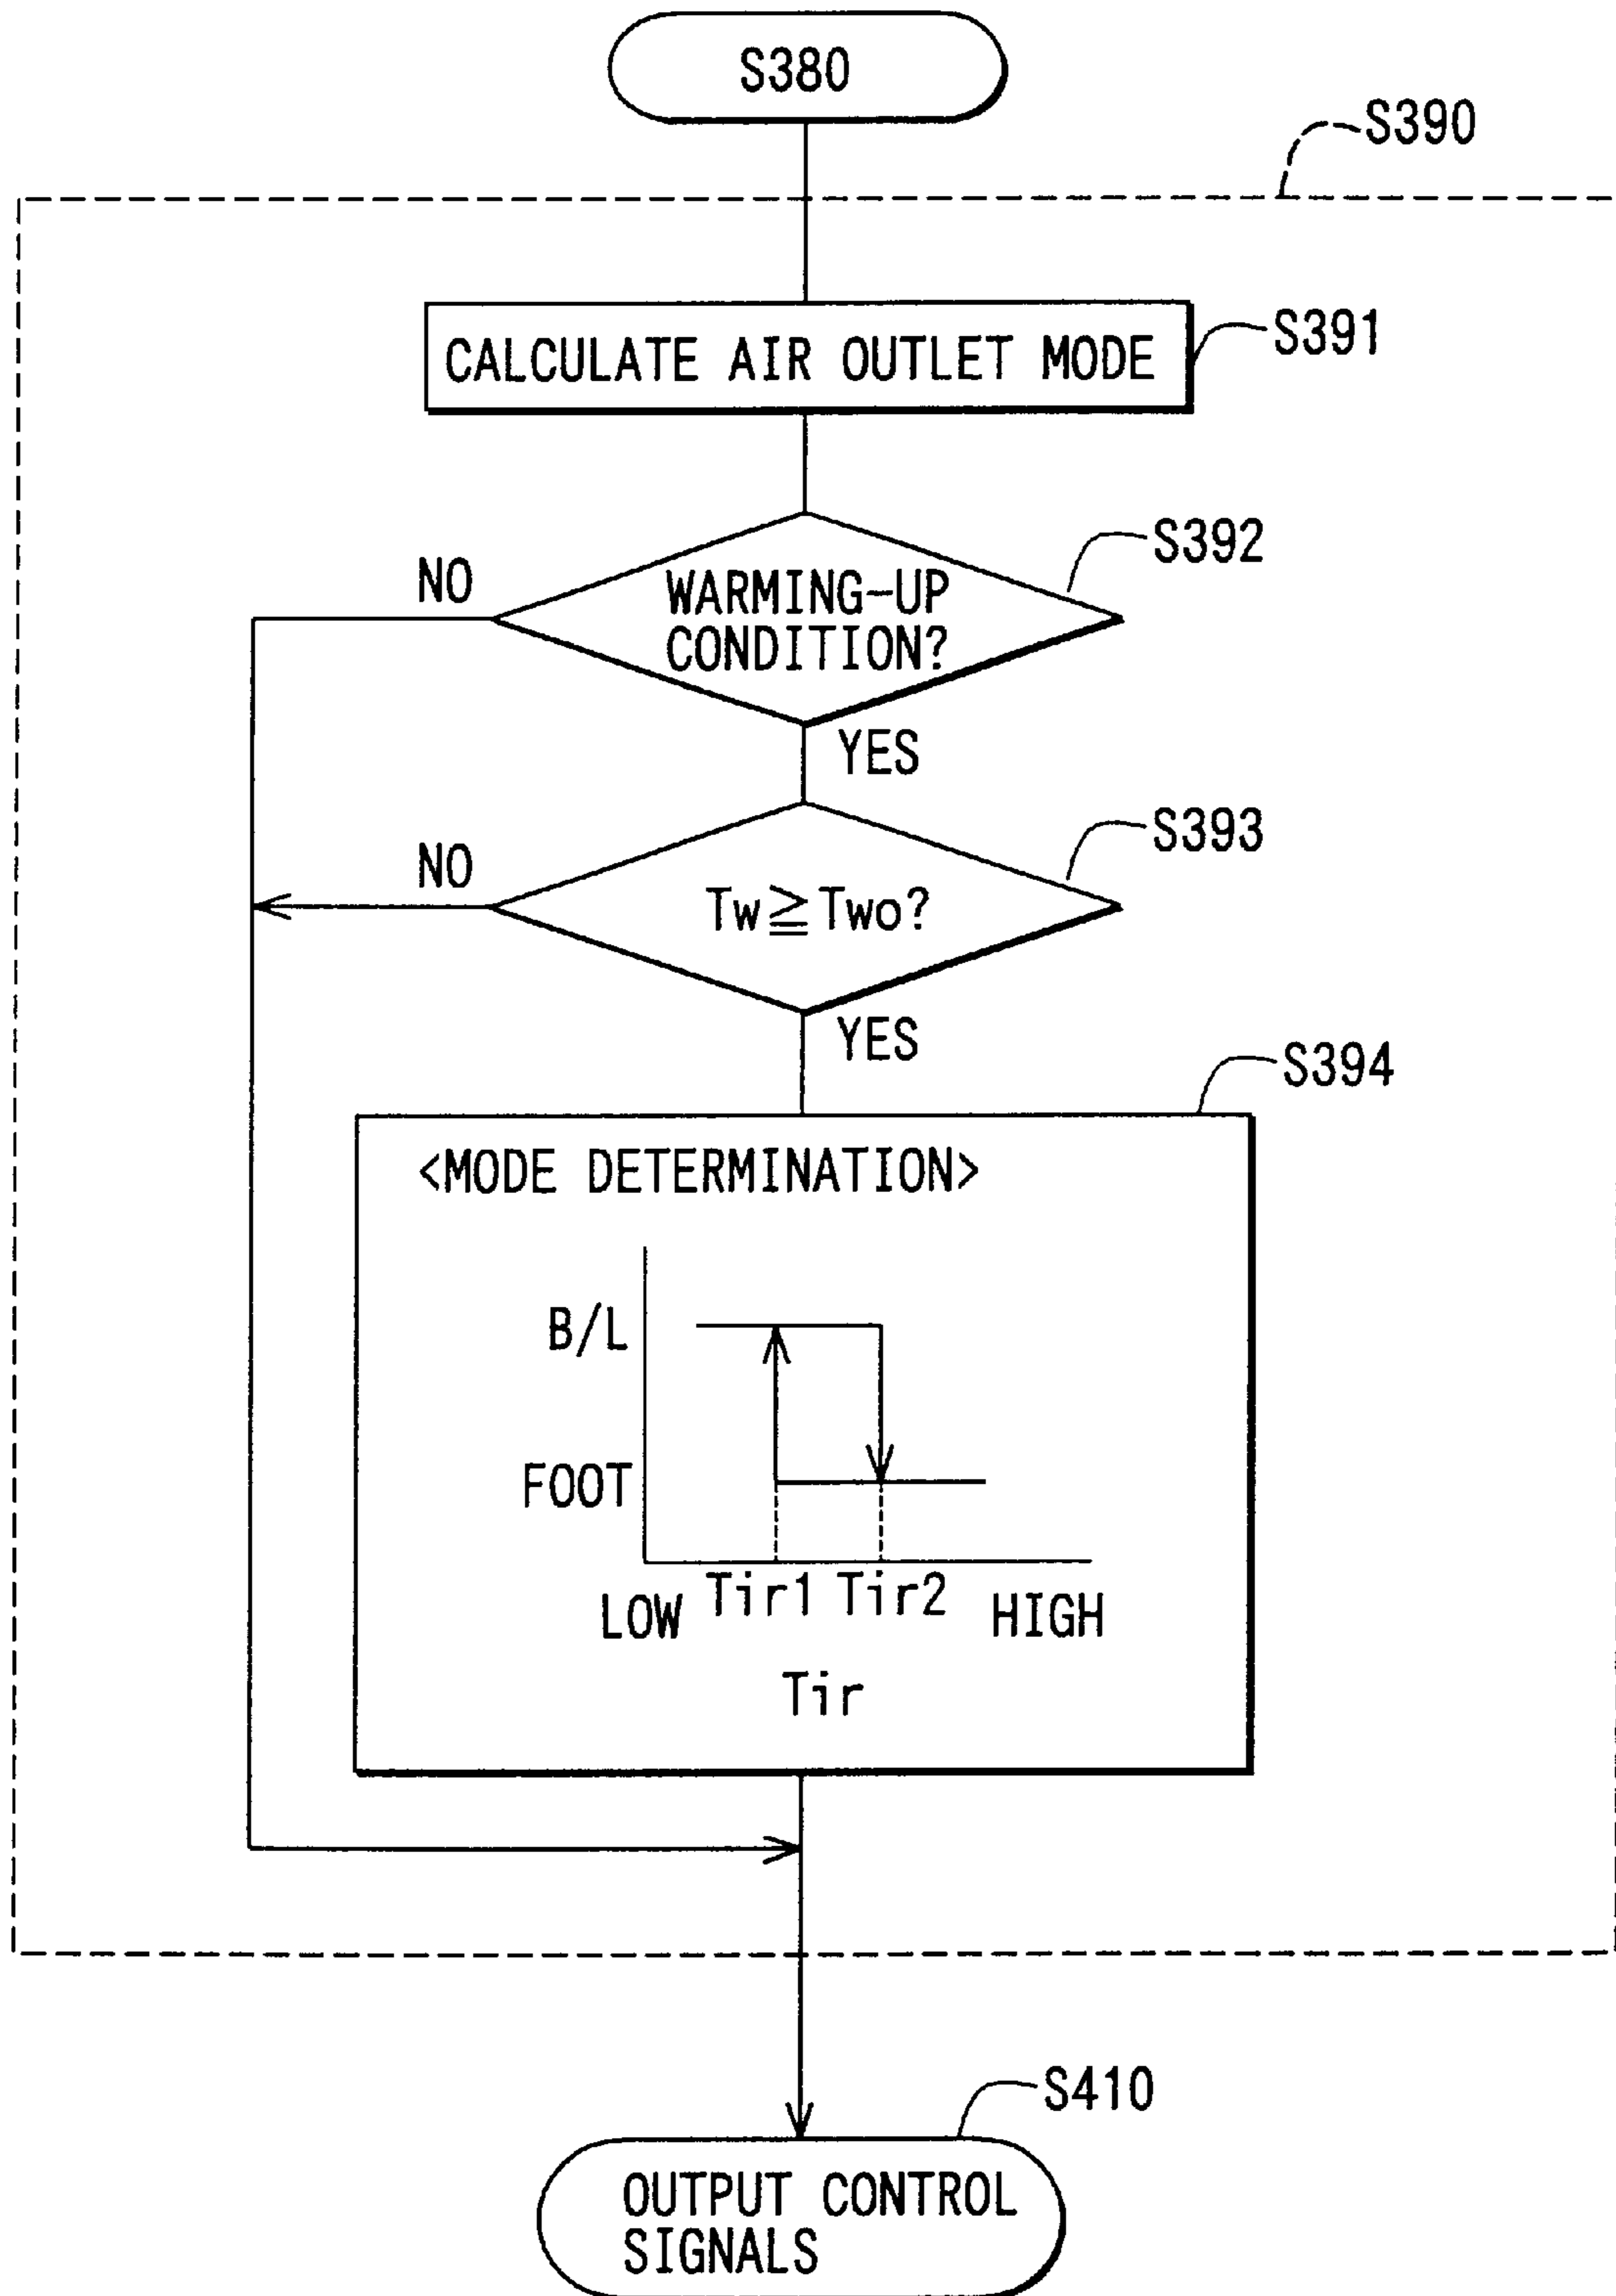 S380
S390
CALCULATE AIR OUTLET MODE
S391
S392
NO
WARMING-UP
CONDITION?
YES
S393
NO
Tw≧Two?
YES
S394
<MODE DETERMINATION>
B/L
FOOT
LOW Tir1 Tir2 HIGH
Tir
S410
OUTPUT CONTROL
SIGNALS